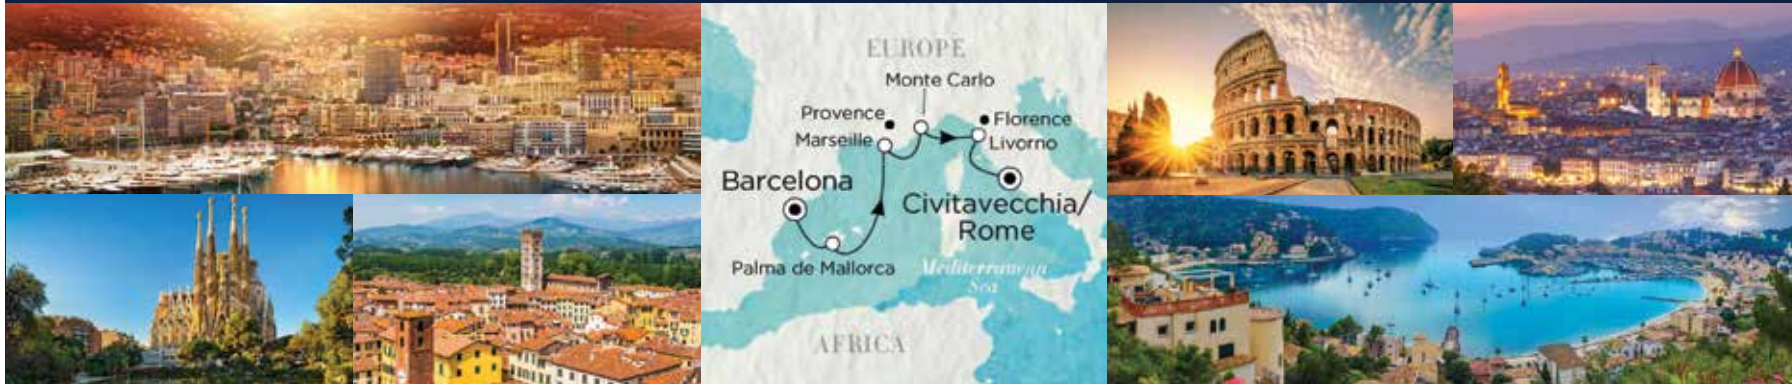 EUROPE
Monte Carlo
Provence
Florence
Marseille
Livorno
Barcelona
Civitavecchia/
Rome
Palma de Mallorca
Mediterranean
Sea
AFRICA